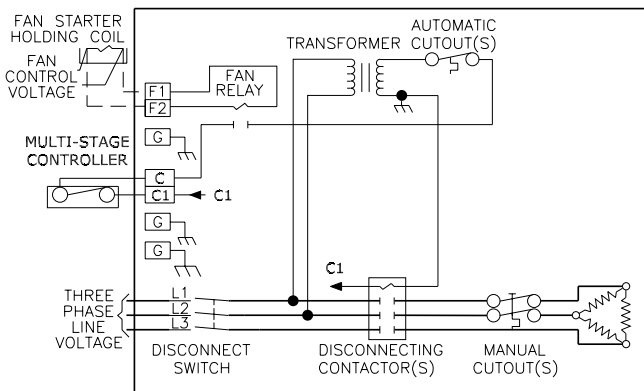 FAN STARTER
HOLDING COIL
FAN
CONTROL
VOLTAGE
F1
F2
FAN
RELAY
TRANSFORMER
AUTOMATIC
CUTOUT(S)
G
MULTI-STAGE
CONTROLLER
C
C1
C1
G
G
C1
THREE
PHASE
LINE
VOLTAGE
L1
L2
L3
DISCONNECT
SWITCH
DISCONNECTING
CONTACTOR(S)
MANUAL
CUTOUT(S)